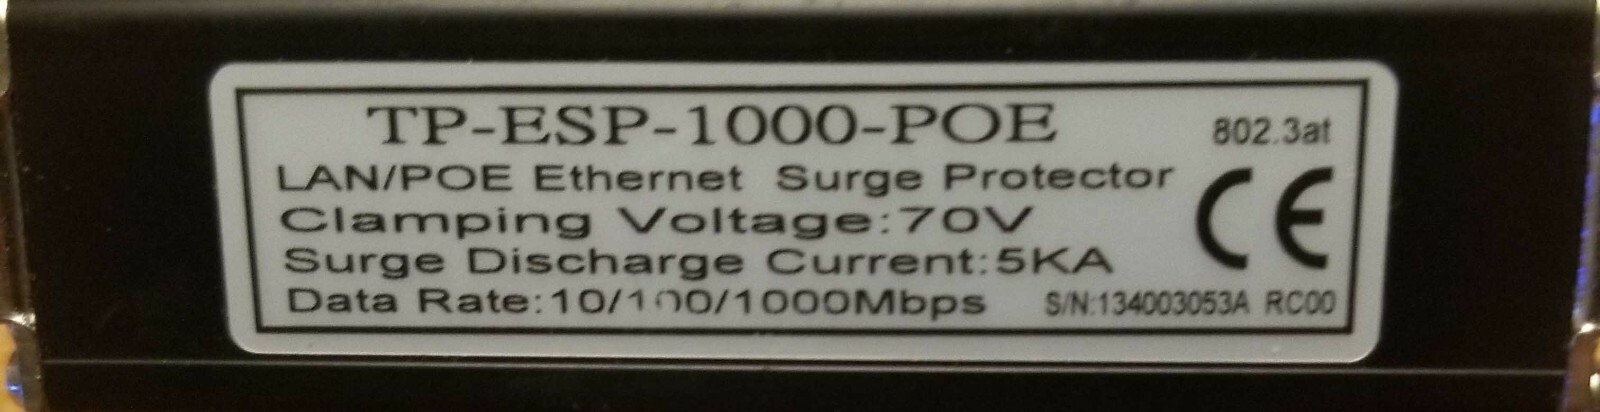 TP-ESP-1000-POE
802.3at
LAN/POE Ethernet Surge Protector
Clamping Voltage:70V
CE
Surge Discharge Current:5KA
Data Rate:10/100/1000Mbps
S/N:134003053A RC00